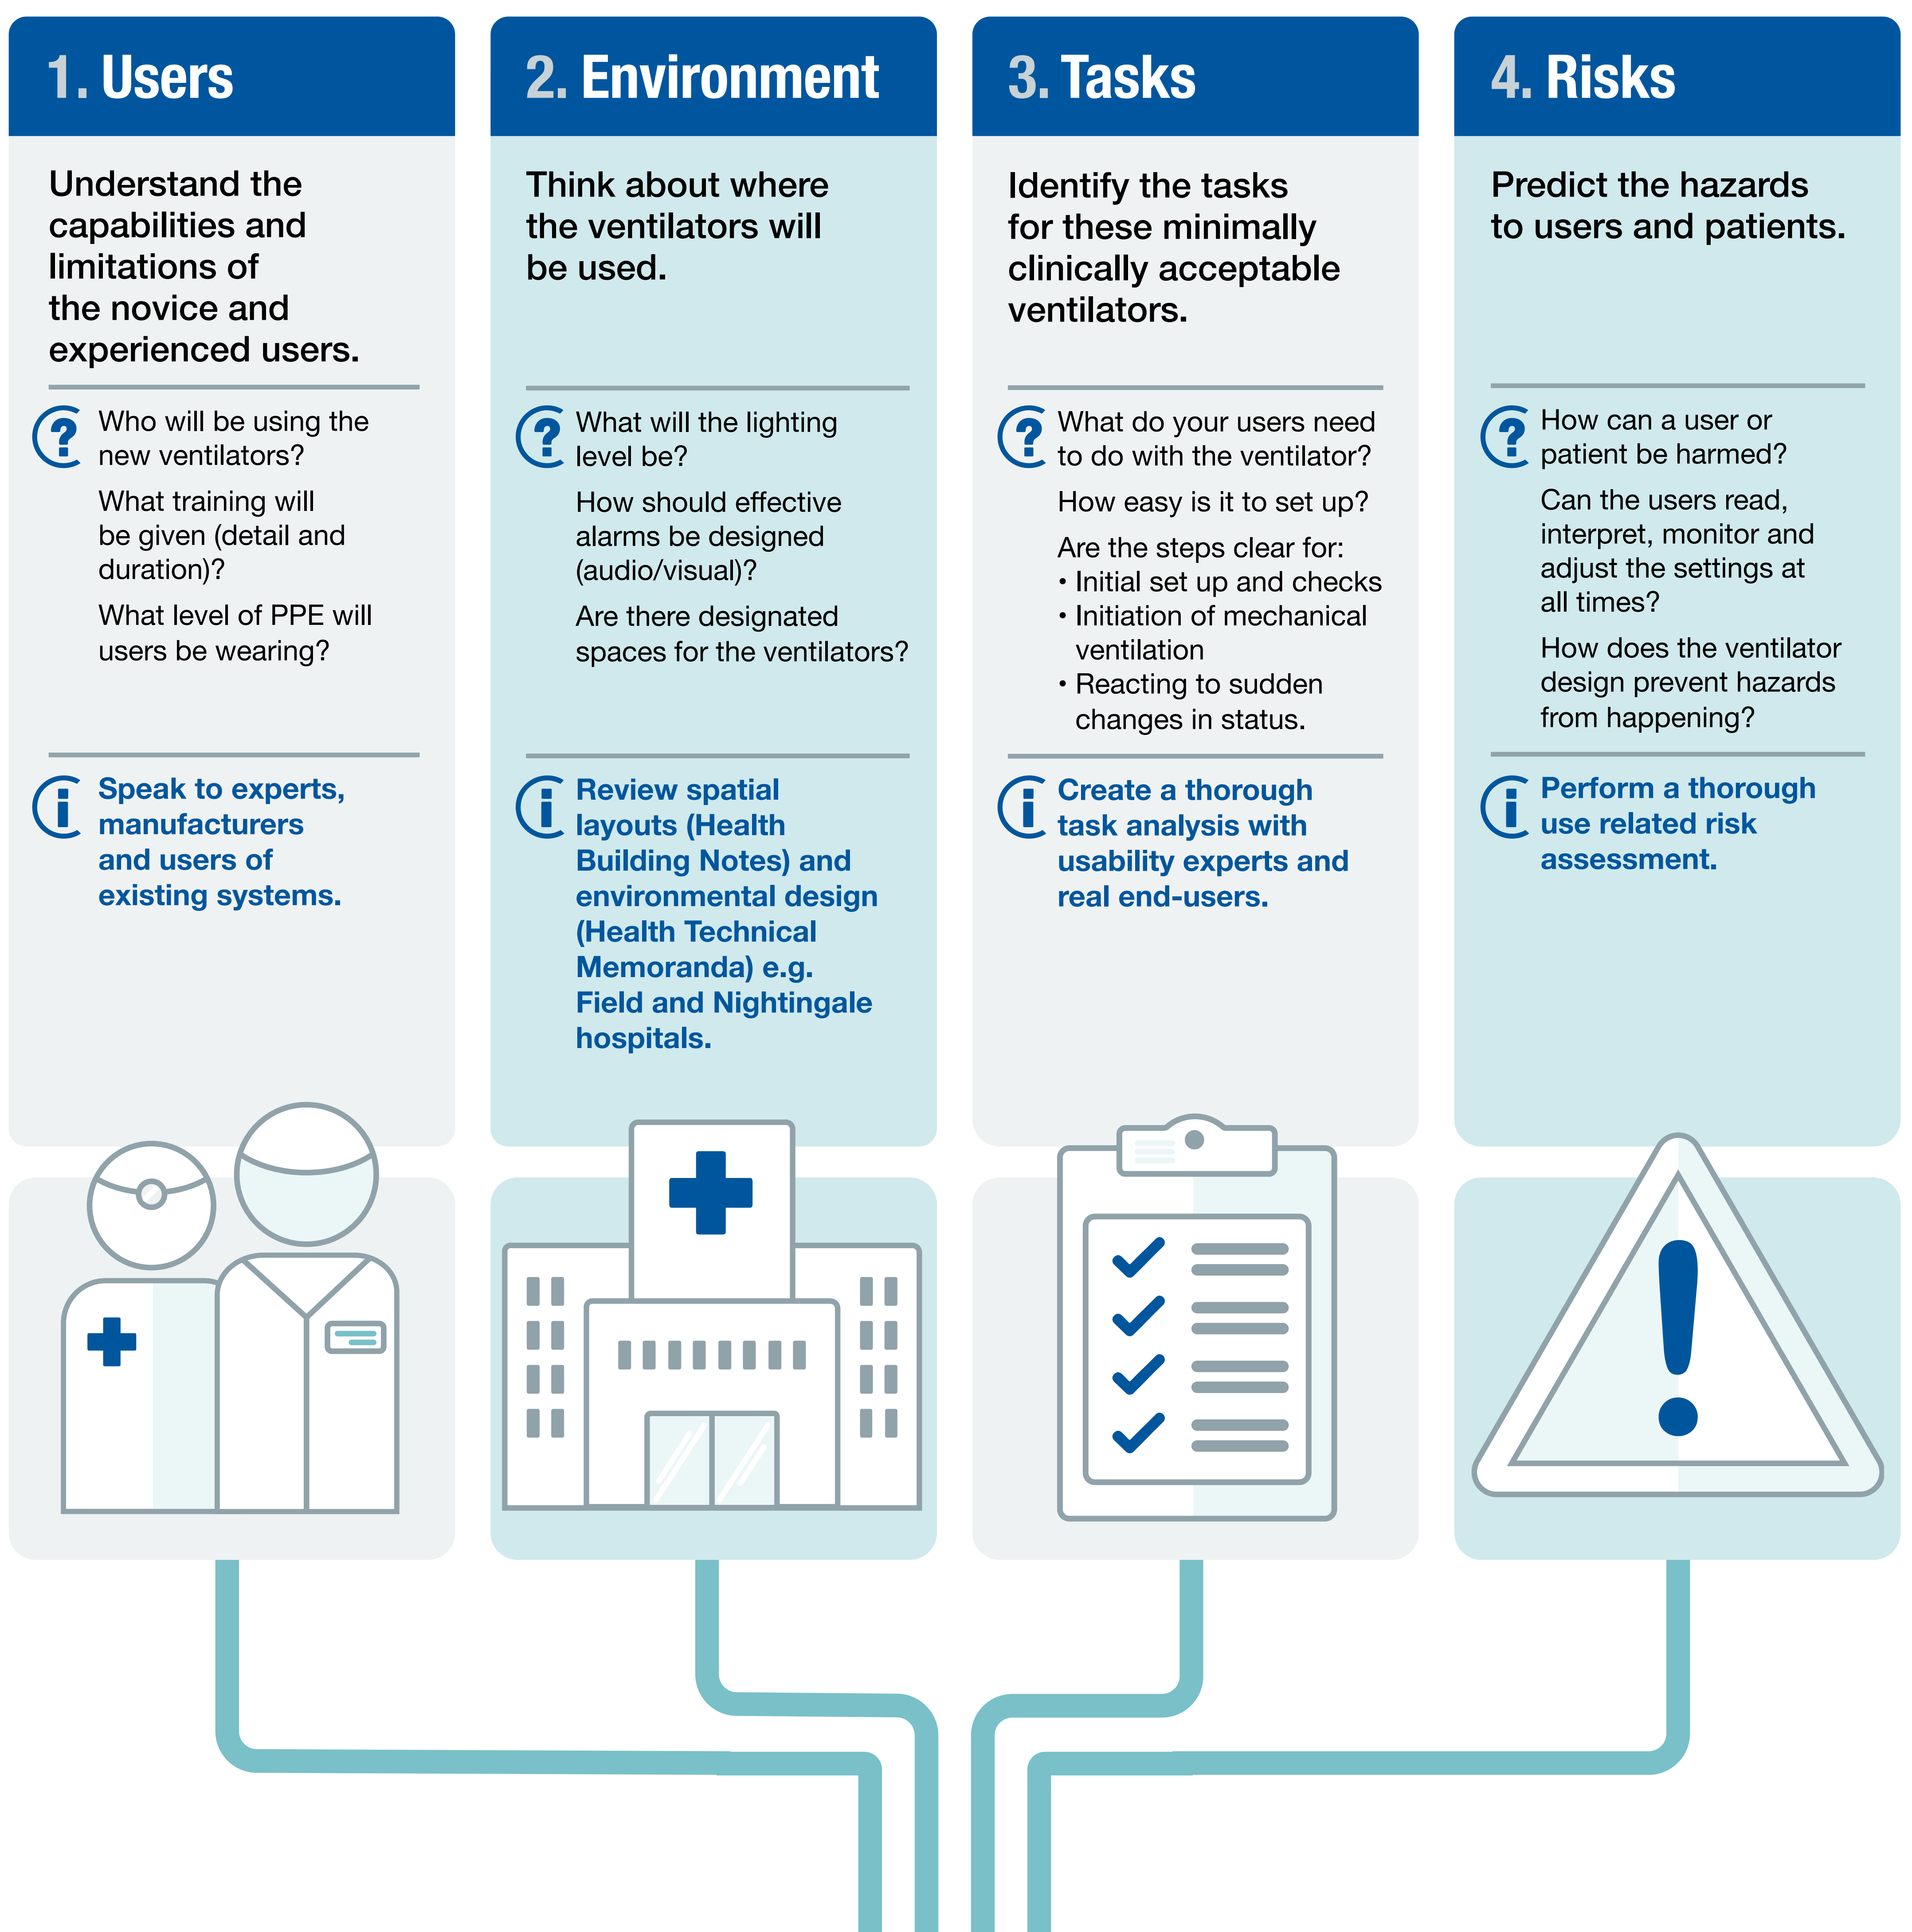 1. Users
Understand the
capabilities and
limitations of
the novice and
experienced users.
Who will be using the
new ventilators?
What training will
be given (detail and
duration)?
What level of PPE will
users be wearing?
Speak to experts,
manufacturers
and users of
existing systems.
2. Environment
Think about where
the ventilators will
be used.
What will the lighting
level be?
How should effective
alarms be designed
(audio/visual)?
Are there designated
spaces for the ventilators?
Review spatial
layouts (Health
Building Notes) and
environmental design
(Health Technical
Memoranda) e.g.
Field and Nightingale
hospitals.
3. Tasks
Identify the tasks
for these minimally
clinically acceptable
ventilators.
What do your users need
to do with the ventilator?
How easy is it to set up?
Are the steps clear for:
• Initial set up and checks
• Initiation of mechanical
ventilation
• Reacting to sudden
changes in status.
Create a thorough
task analysis with
usability experts and
real end-users.
4. Risks
Predict the hazards
to users and patients.
How can a user or
patient be harmed?
Can the users read,
interpret, monitor and
adjust the settings at
all times?
How does the ventilator
design prevent hazards
from happening?
Perform a thorough
use related risk
assessment.